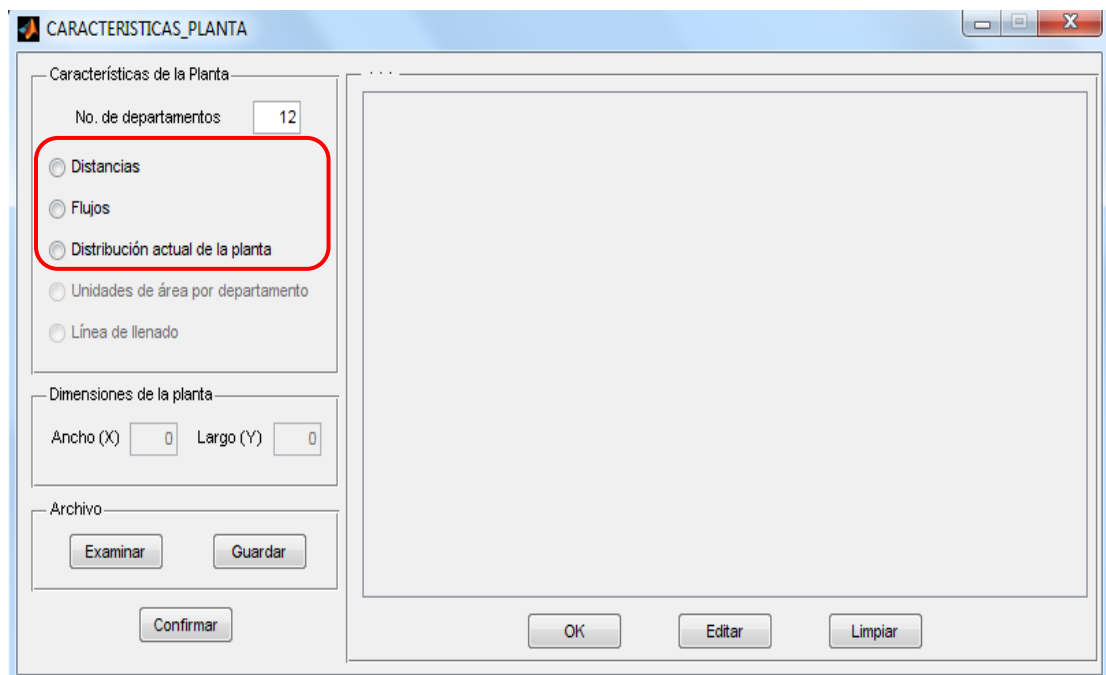 CARACTERISTICAS_PLANTA
X
Características de la Planta
No. de departamentos 12
Distancias
Flujos
Distribución actual de la planta
Unidades de área por departamento
Línea de llenado
Dimensiones de la planta
Ancho (X) 0 Largo (Y) 0
Archivo
Examinar Guardar
Confirmar
. . .
OK Editar Limpiar